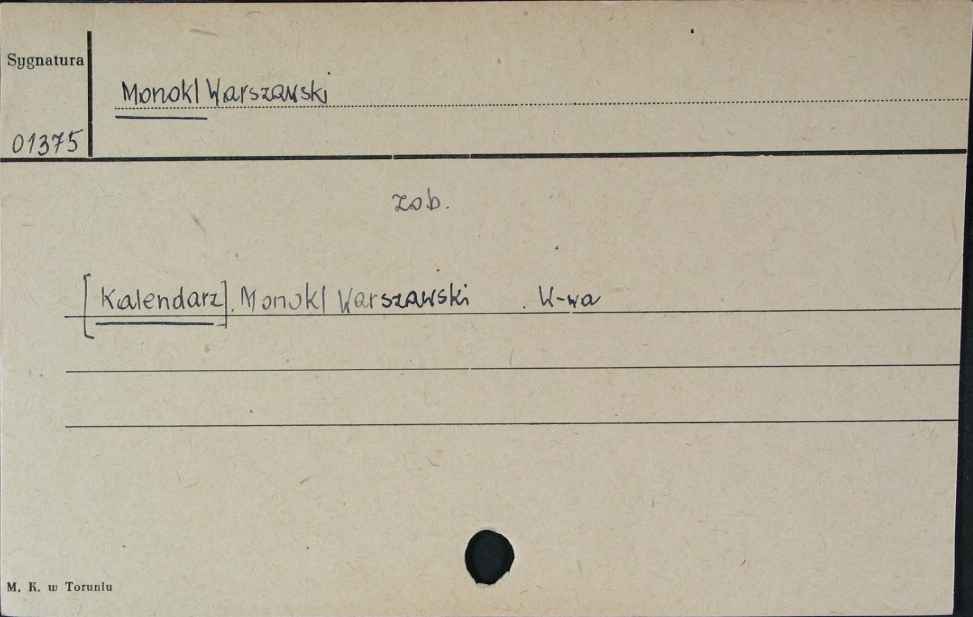 Sygnatura
Monokl Warszawski
01375
zob.
[Kalendarz]. Monokl Warszawski . W-wa
M. K. w Toruniu